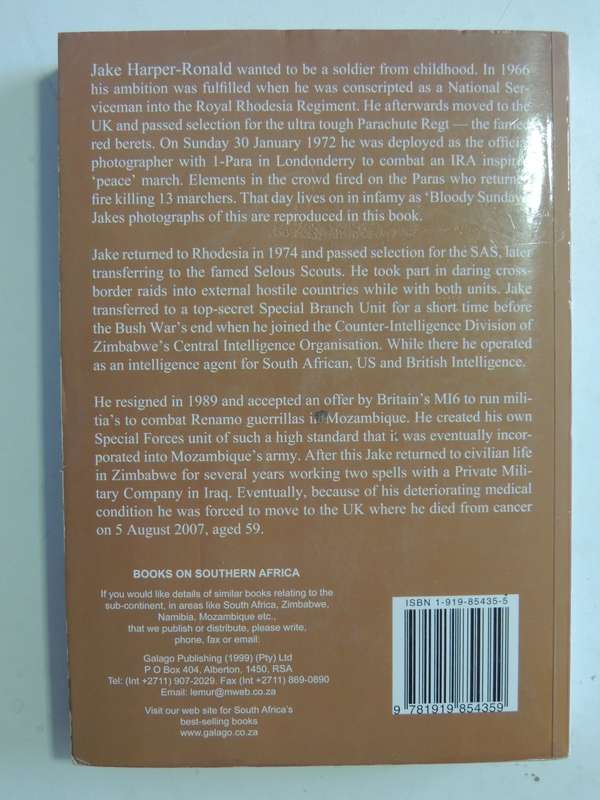 Jake Harper-Ronald wanted to be a soldier from childhood. In 1966
his ambition was fulfilled when he was conscripted as a National Ser-
viceman into the Royal Rhodesia Regiment. He afterwards moved to the
UK and passed selection for the ultra tough Parachute Regt — the famed
red berets. On Sunday 30 January 1972 he was deployed as the official
photographer with 1-Para in Londonderry to combat an IRA inspired
'peace' march. Elements in the crowd fired on the Paras who returned
fire killing 13 marchers. That day lives on in infamy as 'Bloody Sunday'.
Jakes photographs of this are reproduced in this book.
Jake returned to Rhodesia in 1974 and passed selection for the SAS, later
transferring to the famed Selous Scouts. He took part in daring cross-
border raids into external hostile countries while with both units. Jake
transferred to a top-secret Special Branch Unit for a short time before
the Bush War's end when he joined the Counter-Intelligence Division of
Zimbabwe's Central Intelligence Organisation. While there he operated
as an intelligence agent for South African, US and British Intelligence.
He resigned in 1989 and accepted an offer by Britain's MI6 to run mili-
tia's to combat Renamo guerrillas in Mozambique. He created his own
Special Forces unit of such a high standard that it was eventually incor-
porated into Mozambique's army. After this Jake returned to civilian life
in Zimbabwe for several years working two spells with a Private Mili-
tary Company in Iraq. Eventually, because of his deteriorating medical
condition he was forced to move to the UK where he died from cancer
on 5 August 2007, aged 59.
BOOKS ON SOUTHERN AFRICA
If you would like details of similar books relating to the
sub-continent, in areas like South Africa, Zimbabwe,
Namibia, Mozambique etc.,
that we publish or distribute, please write,
phone, fax or email:
Galago Publishing (1999) (Pty) Ltd
P O Box 404, Alberton, 1450, RSA
Tel: (Int +2711) 907-2029. Fax (Int +2711) 869-0890
Email: lemur@mweb.co.za
Visit our web site for South Africa's
best-selling books
www.galago.co.za
ISBN 1-919-85435-5
9 781919 854359